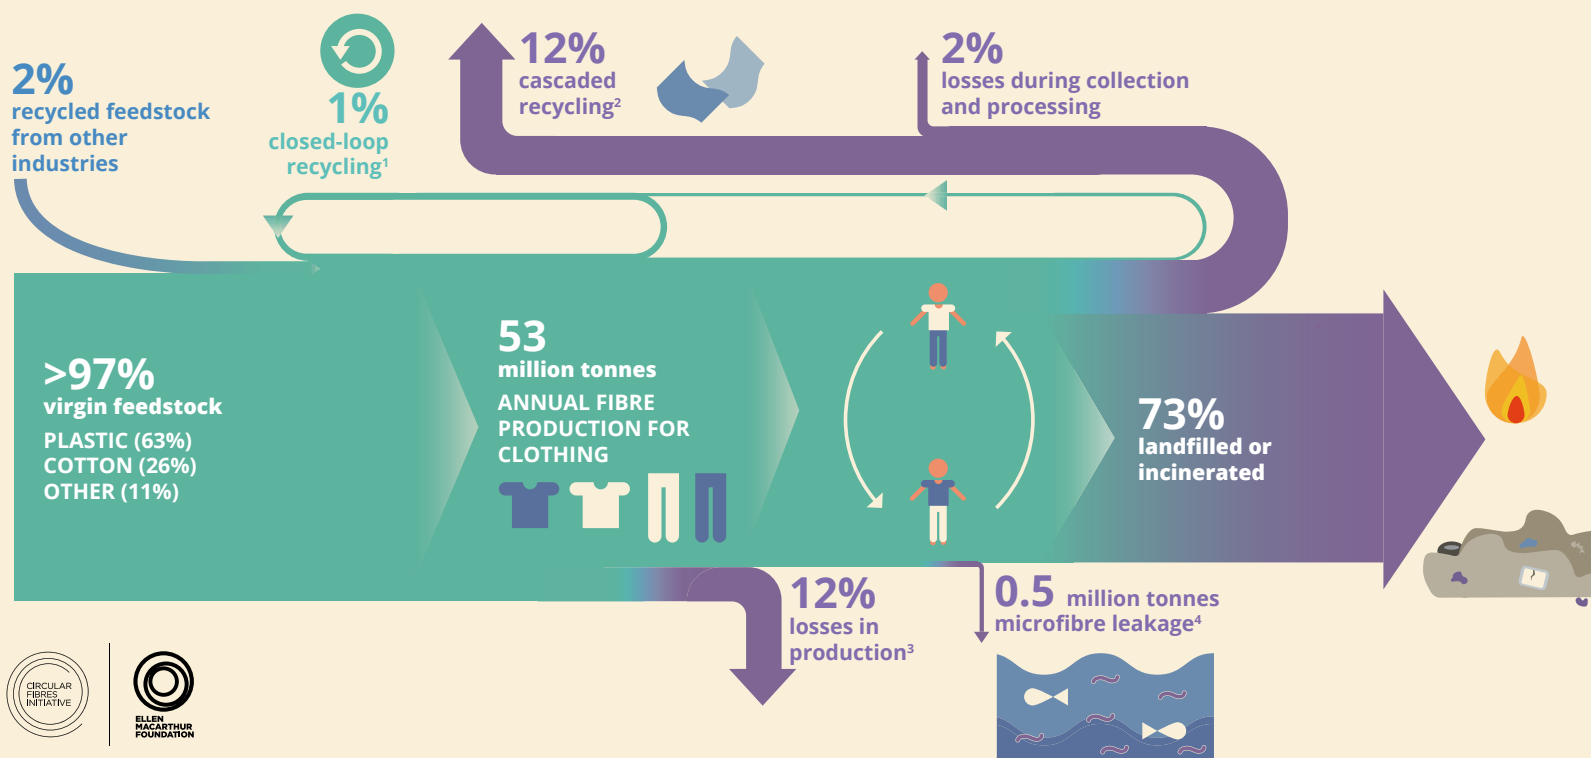 2%
recycled feedstock
from other
industries
1%
closed-loop
recycling¹
12%
cascaded
recycling²
2%
losses during collection
and processing
>97%
virgin feedstock
PLASTIC (63%)
COTTON (26%)
OTHER (11%)
53
million tonnes
ANNUAL FIBRE
PRODUCTION FOR
CLOTHING
73%
landfilled or
incinerated
12%
losses in
production³
0.5 million tonnes
microfibre leakage⁴
CIRCULAR
FIBRES
INITIATIVE
ELLEN
MACARTHUR
FOUNDATION